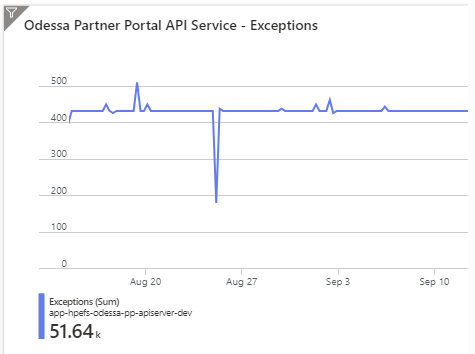 Odessa Partner Portal API Service - Exceptions
500
400
300
200
100
0
Aug 20 Aug 27 Sep 3 Sep 10
Exceptions (Sum)
app-hpefs-odessa-pp-apiserver-dev
51.64 k